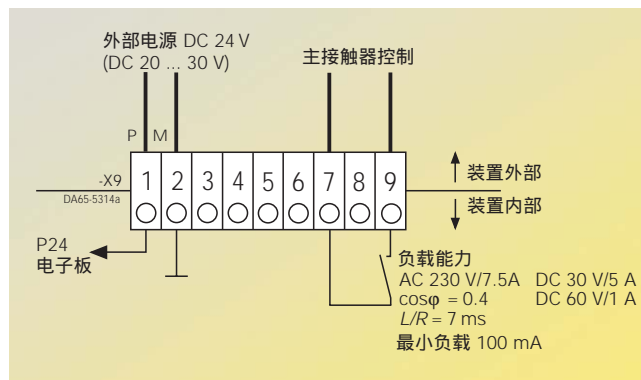 外部电源 DC 24 V
(DC 20 ... 30 V)
主接触器控制
P M
-X9
1 2 3 4 5 6 7 8 9
装置外部
DA65-5314a
装置内部
P24
电子板
负载能力
AC 230 V/7.5A DC 30 V/5 A
cosφ = 0.4 DC 60 V/1 A
L/R = 7 ms
最小负载 100 mA